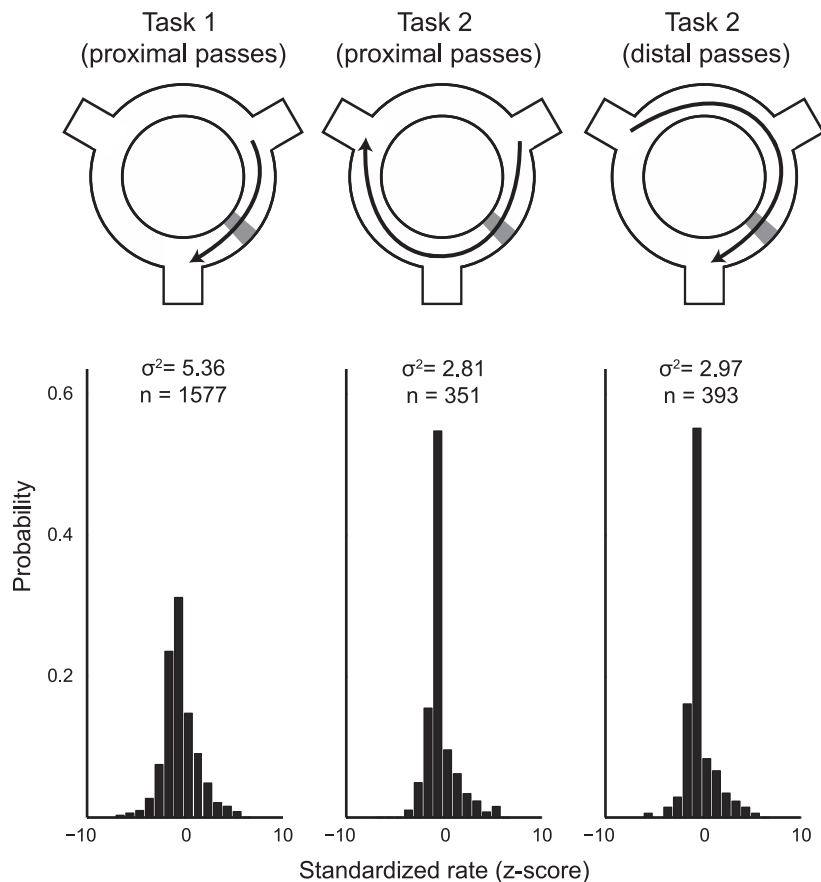 Task 1
(proximal passes)
Task 2
(proximal passes)
Task 2
(distal passes)
σ²= 5.36
n = 1577
σ²= 2.81
n = 351
σ²= 2.97
n = 393
Probability
0.6
0.4
0.2
−10
0
10
−10
0
10
−10
0
10
Standardized rate (z-score)